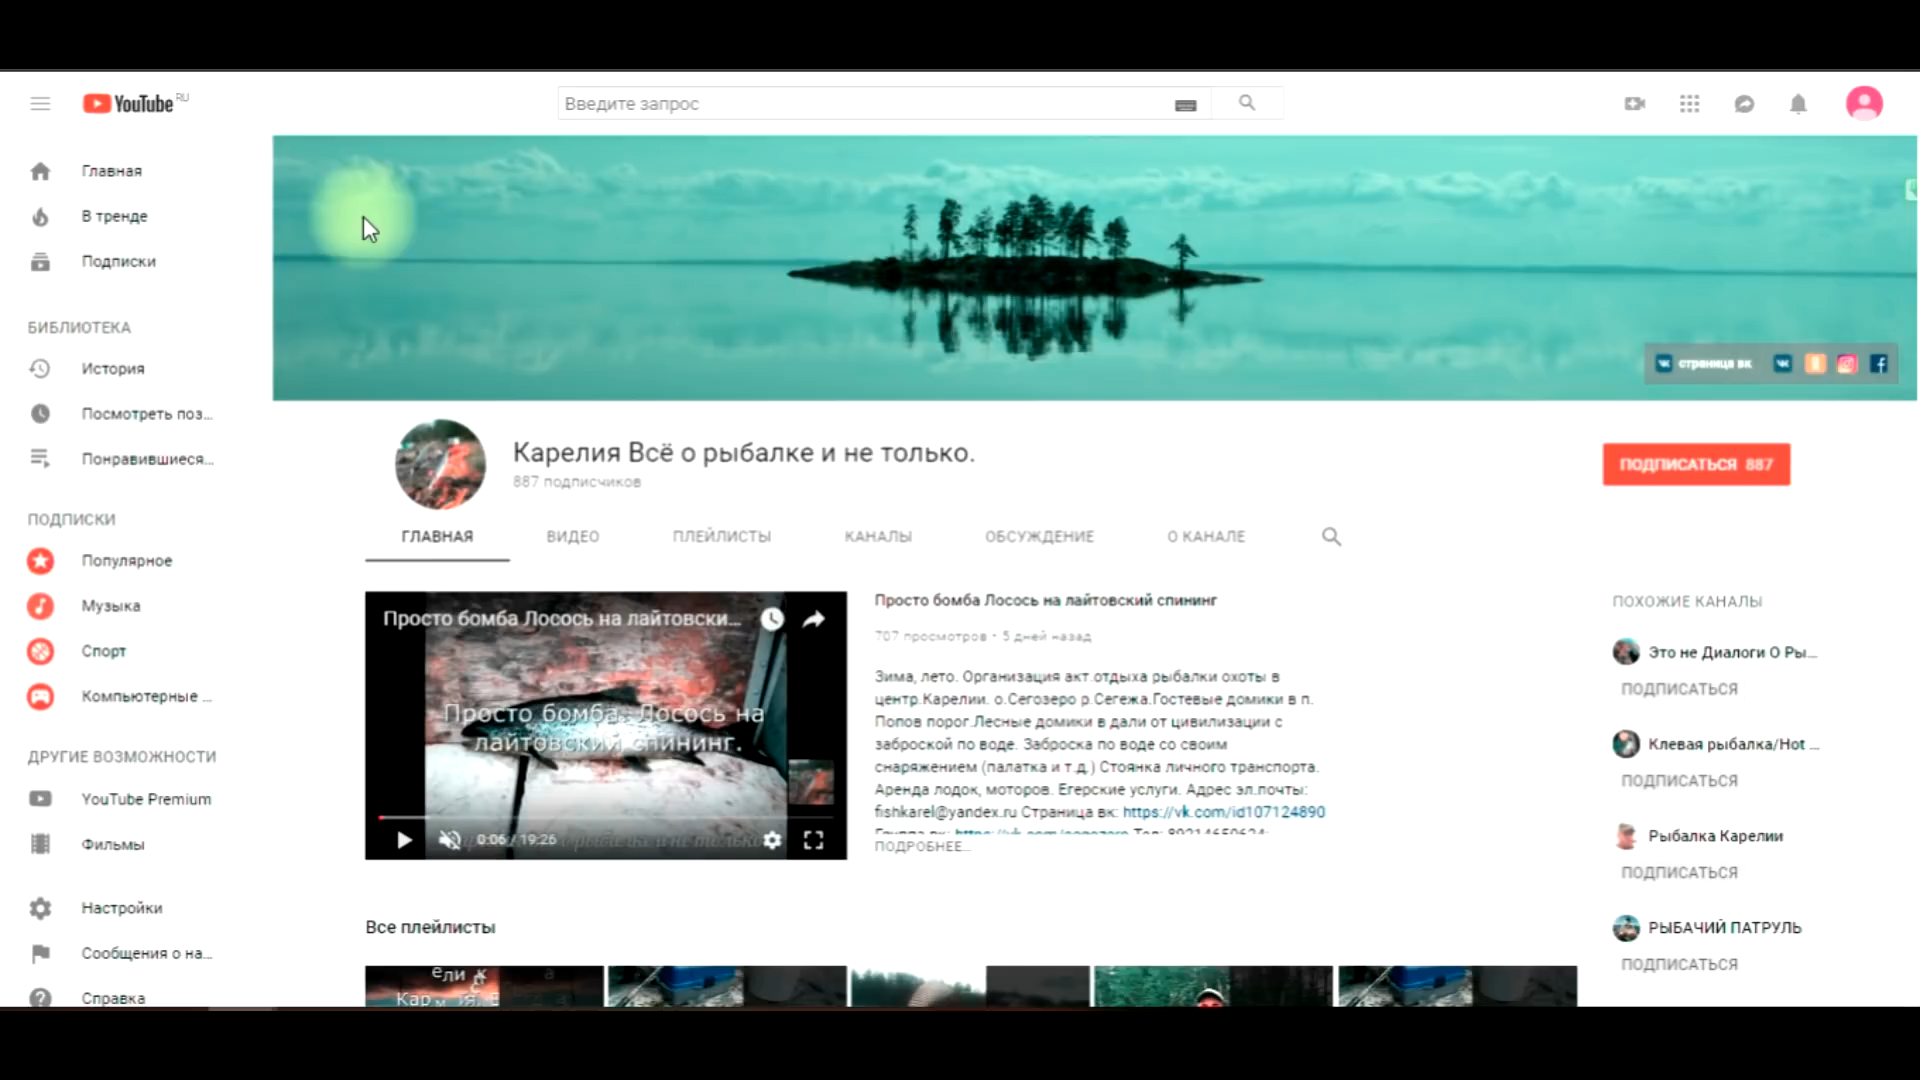 YouTube RU
Введите запрос
Главная
В тренде
Подписки
БИБЛИОТЕКА
История
Посмотреть поз...
Понравившиеся...
ПОДПИСКИ
Популярное
Музыка
Спорт
Компьютерные ...
ДРУГИЕ ВОЗМОЖНОСТИ
YouTube Premium
Фильмы
Настройки
Сообщения о на...
Справка
страница вк
Карелия Всё о рыбалке и не только.
887 подписчиков
ПОДПИСАТЬСЯ 887
ГЛАВНАЯ
ВИДЕО
ПЛЕЙЛИСТЫ
КАНАЛЫ
ОБСУЖДЕНИЕ
О КАНАЛЕ
Просто бомба Лосось на лайтовски...
Просто бомба. Лосось на
лайтовский спининг.
0:06 / 19:26
Просто бомба Лосось на лайтовский спининг
707 просмотров • 5 дней назад
Зима, лето. Организация акт.отдыха рыбалки охоты в
центр.Карелии. о.Сегозеро р.Сегежа.Гостевые домики в п.
Попов порог.Лесные домики в дали от цивилизации с
заброской по воде. Заброска по воде со своим
снаряжением (палатка и т.д.) Стоянка личного транспорта.
Аренда лодок, моторов. Егерские услуги. Адрес эл.почты:
fishkarel@yandex.ru Страница вк: https://vk.com/id107124890
ПОДРОБНЕЕ...
Все плейлисты
ПОХОЖИЕ КАНАЛЫ
Это не Диалоги О Ры...
ПОДПИСАТЬСЯ
Клевая рыбалка/Hot ...
ПОДПИСАТЬСЯ
Рыбалка Карелии
ПОДПИСАТЬСЯ
РЫБАЧИЙ ПАТРУЛЬ
ПОДПИСАТЬСЯ